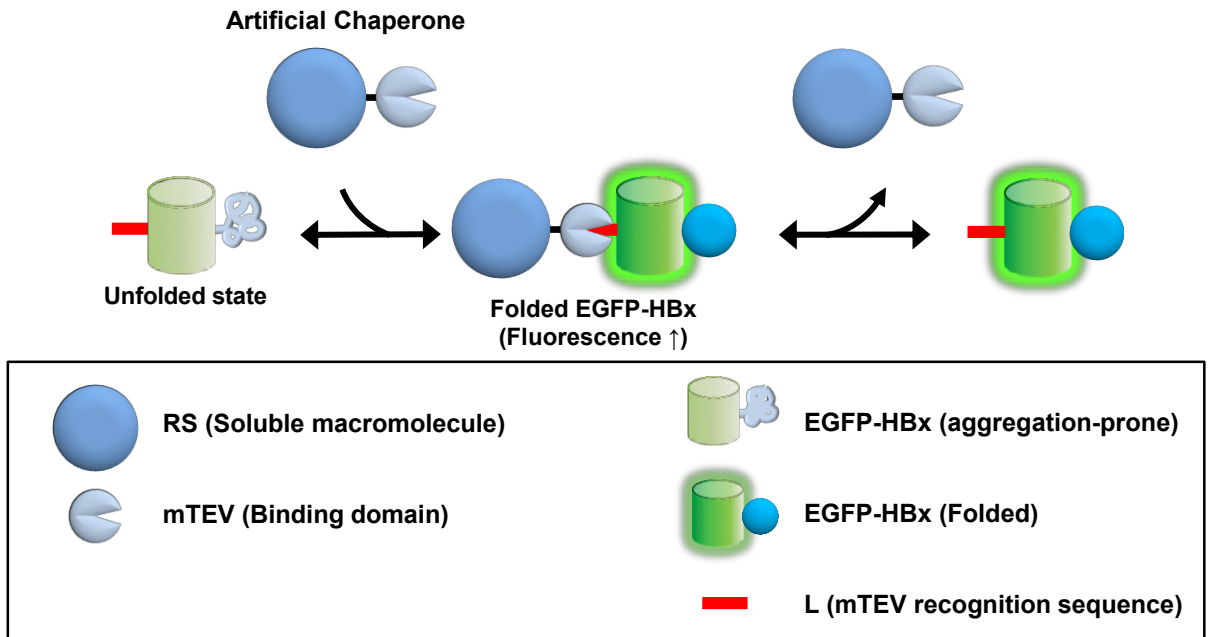 Artificial Chaperone
Unfolded state
Folded EGFP-HBx
(Fluorescence ↑)
RS (Soluble macromolecule)
EGFP-HBx (aggregation-prone)
mTEV (Binding domain)
EGFP-HBx (Folded)
L (mTEV recognition sequence)